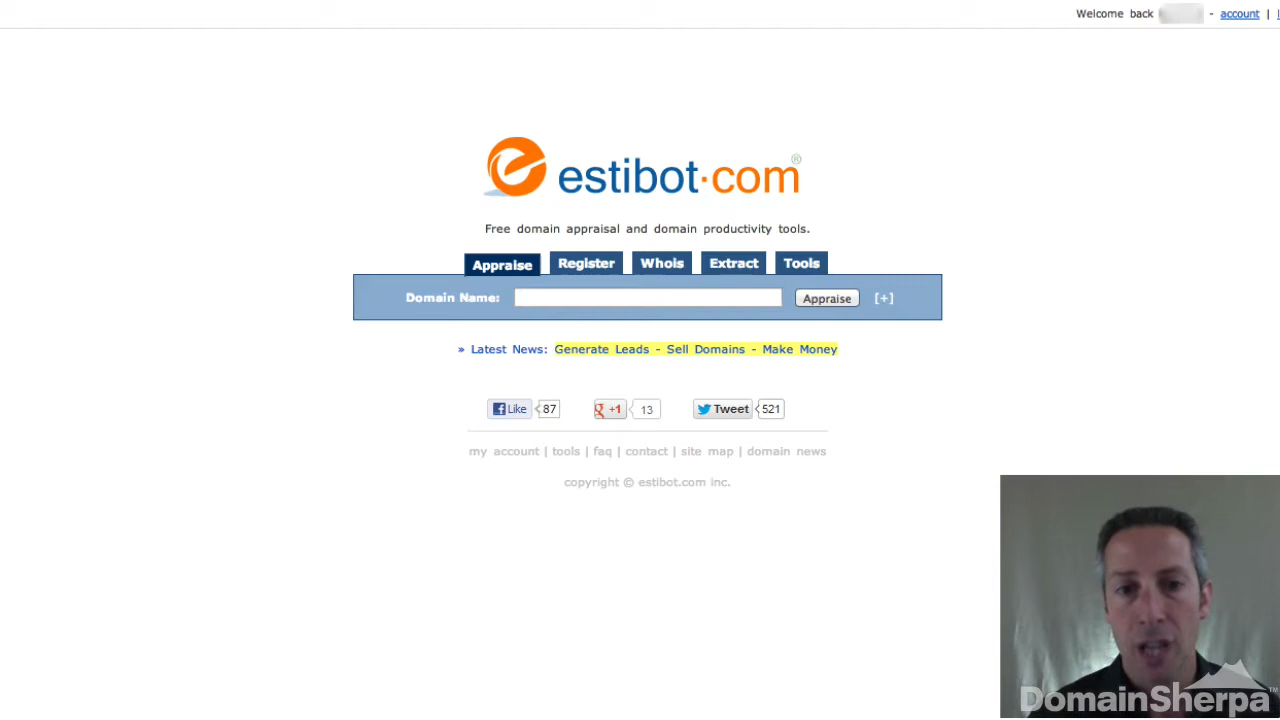 Welcome back - account |
estibot.com®
Free domain appraisal and domain productivity tools.
Appraise Register Whois Extract Tools
Domain Name: Appraise [+]
» Latest News: Generate Leads - Sell Domains - Make Money
Like 87 +1 13 Tweet 521
my account | tools | faq | contact | site map | domain news
copyright © estibot.com inc.
DomainSherpa™